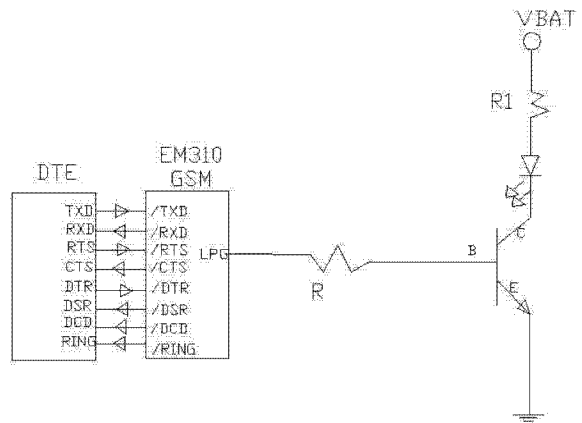 VBAT
R1
EM310
GSM
DTE
TXD /TXD
RXD /RXD
RTS /RTS
LPG
CTS /CTS
DTR /DTR
DSR /DSR
DCD /DCD
RING /RING
R
B
C
E